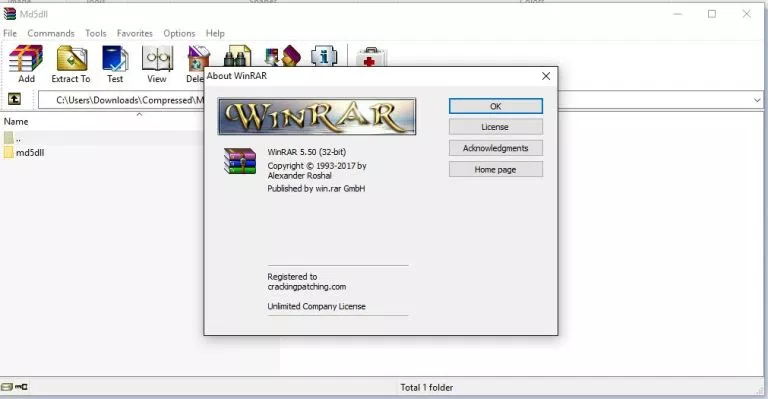 Md5dll
File Commands Tools Favorites Options Help
Add Extract To Test View
C:\Users\Downloads\Compressed\M
Name
..
md5dll
About WinRAR
WINRAR
WinRAR 5.50 (32-bit)
Copyright © 1993-2017 by
Alexander Roshal
Published by win.rar GmbH
OK
License
Acknowledgments
Home page
Registered to
crackingpatching.com
Unlimited Company License
Total 1 folder